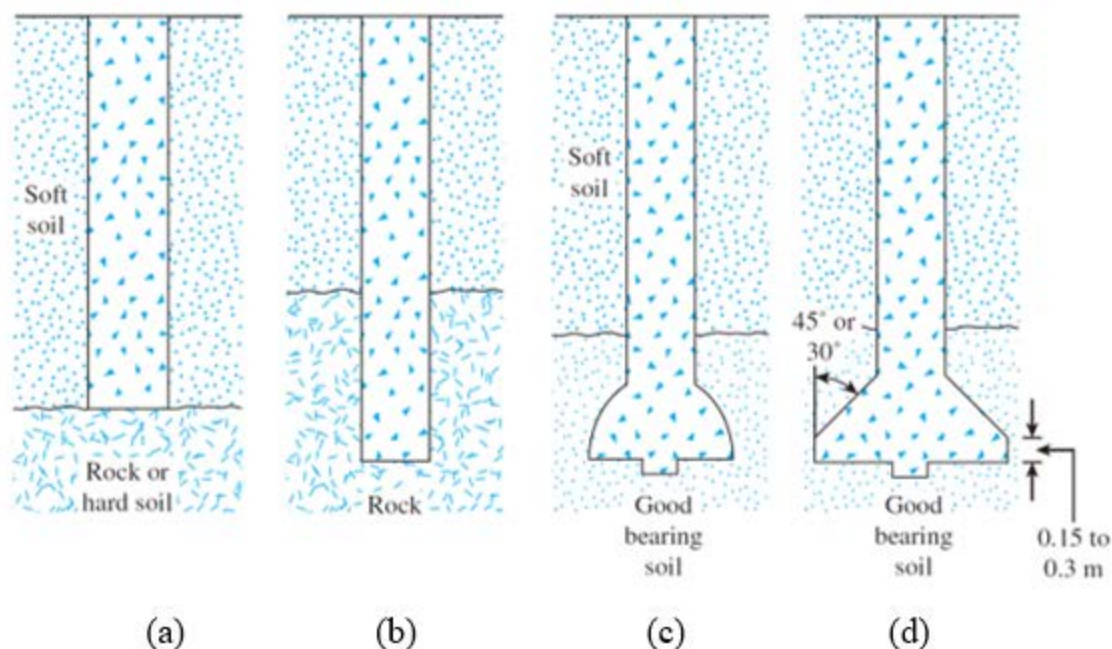 Soft
soil
Rock or
hard soil
Rock
Soft
soil
Good
bearing
soil
45° or
30°
Good
bearing
soil
0.15 to
0.3 m
(a)
(b)
(c)
(d)